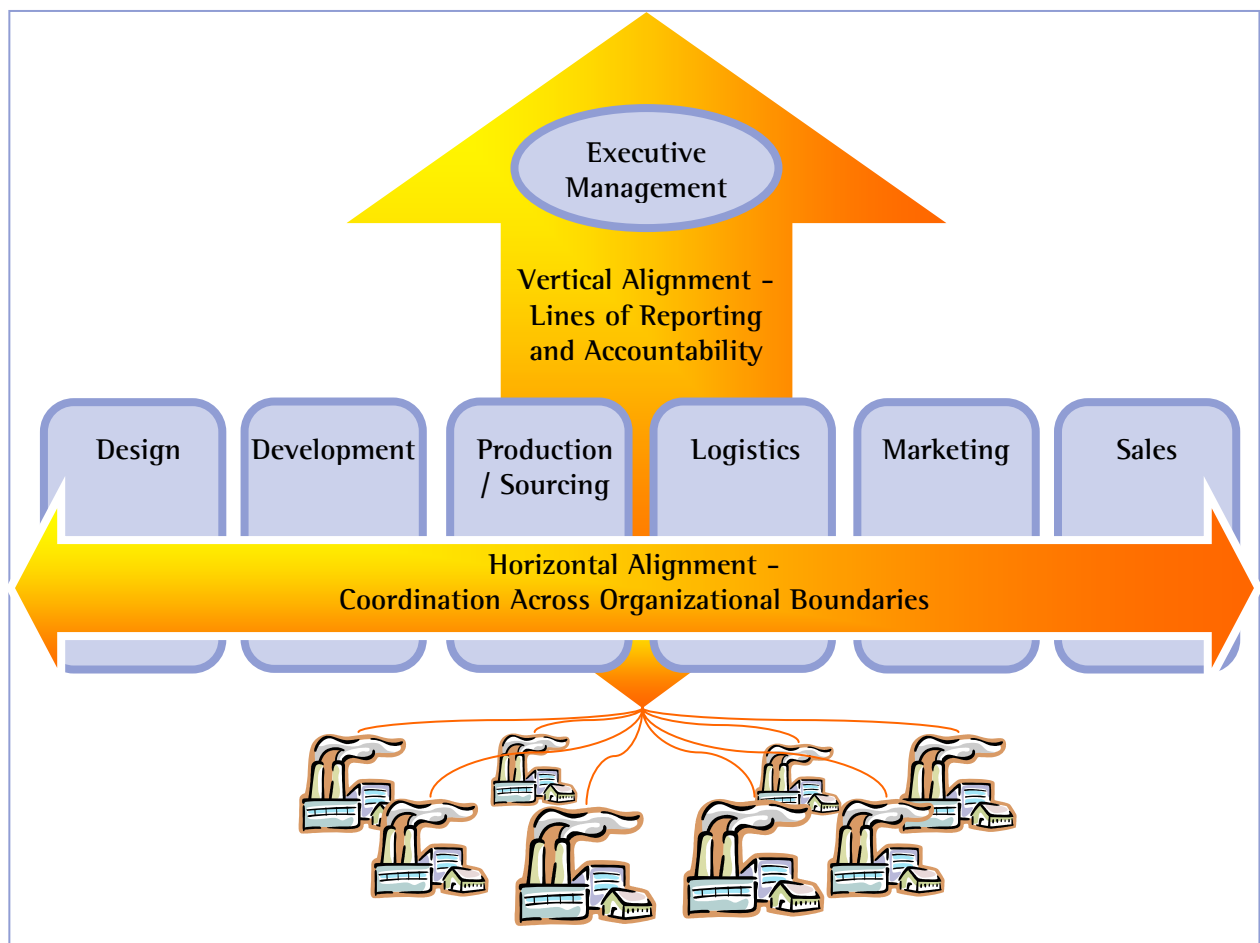 Executive
Management
Vertical Alignment -
Lines of Reporting
and Accountability
Design
Development
Production
/ Sourcing
Logistics
Marketing
Sales
Horizontal Alignment -
Coordination Across Organizational Boundaries